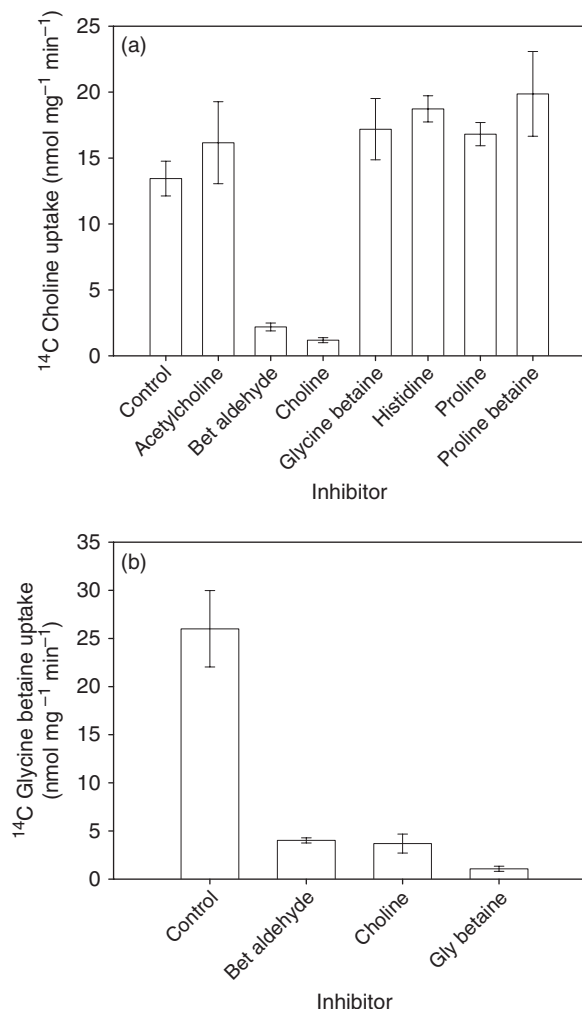 (a)
¹⁴C Choline uptake (nmol mg⁻¹ min⁻¹)
25
20
15
10
5
0
Control
Acetylcholine
Bet aldehyde
Choline
Glycine betaine
Histidine
Proline
Proline betaine
Inhibitor
(b)
¹⁴C Glycine betaine uptake
(nmol mg⁻¹ min⁻¹)
35
30
25
20
15
10
5
0
Control
Bet aldehyde
Choline
Gly betaine
Inhibitor